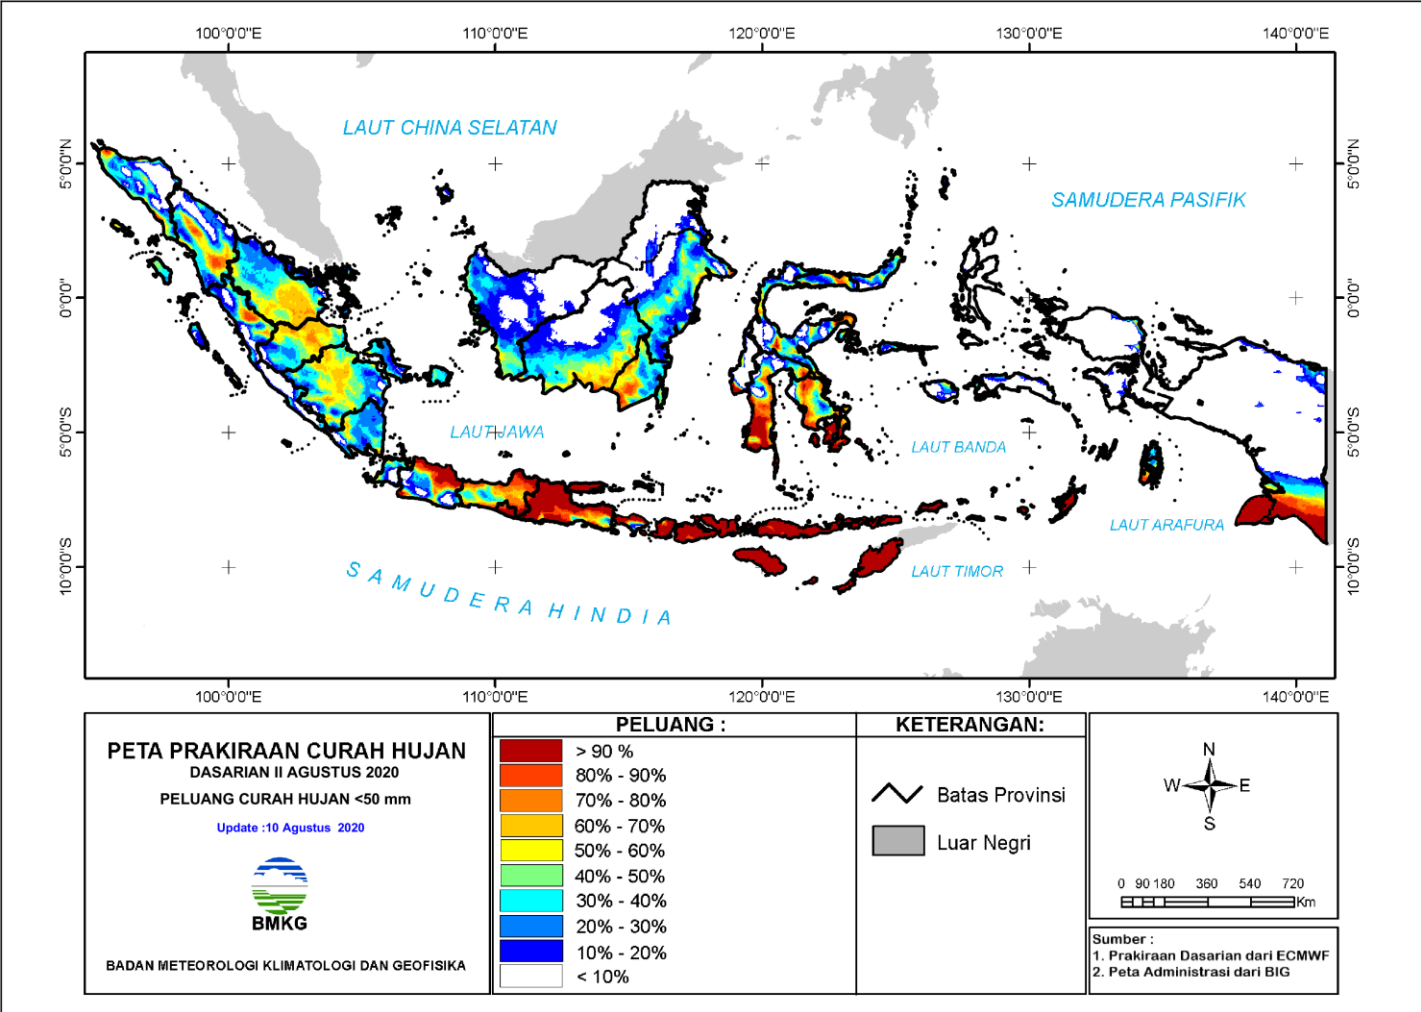 100°0'0"E 110°0'0"E 120°0'0"E 130°0'0"E 140°0'0"E
5°0'0"N
0°0'0"
5°0'0"S
10°0'0"S
LAUT CHINA SELATAN
SAMUDERA PASIFIK
LAUT JAWA
LAUT BANDA
LAUT ARAFURA
LAUT TIMOR
SAMUDERA HINDIA
5°0'0"N
0°0'0"
5°0'0"S
10°0'0"S
100°0'0"E 110°0'0"E 120°0'0"E 130°0'0"E 140°0'0"E
PETA PRAKIRAAN CURAH HUJAN
DASARIAN II AGUSTUS 2020
PELUANG CURAH HUJAN <50 mm
Update :10 Agustus 2020
BMKG
BADAN METEOROLOGI KLIMATOLOGI DAN GEOFISIKA
PELUANG :
> 90 %
80% - 90%
70% - 80%
60% - 70%
50% - 60%
40% - 50%
30% - 40%
20% - 30%
10% - 20%
< 10%
KETERANGAN:
Batas Provinsi
Luar Negri
N
W E
S
0 90 180 360 540 720
Km
Sumber :
1. Prakiraan Dasarian dari ECMWF
2. Peta Administrasi dari BIG